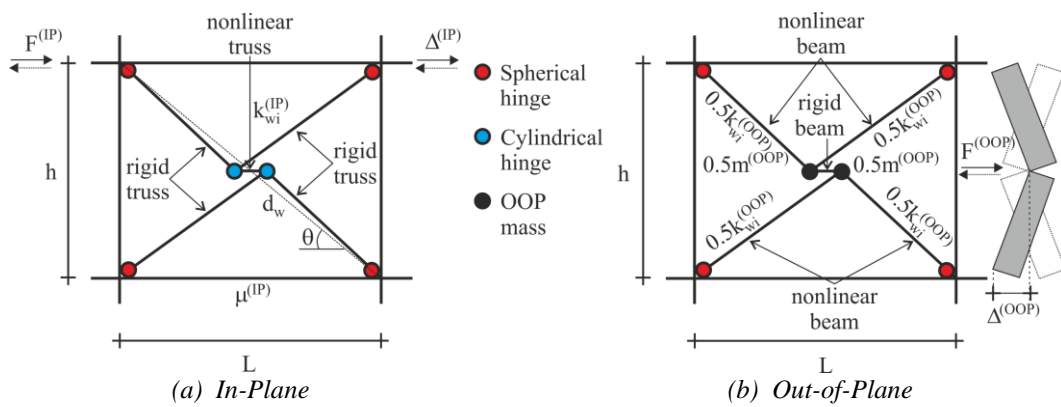 nonlinear
truss
F^(IP)
Δ^(IP)
k_wi^(IP)
h
rigid
truss
rigid
truss
d_w
θ
μ^(IP)
L
(a) In-Plane
Spherical
hinge
Cylindrical
hinge
OOP
mass
nonlinear
beam
rigid
beam
0.5k_wi^(OOP)
0.5k_wi^(OOP)
0.5m^(OOP)
0.5m^(OOP)
F^(OOP)
h
0.5k_wi^(OOP)
0.5k_wi^(OOP)
nonlinear
beam
Δ^(OOP)
L
(b) Out-of-Plane